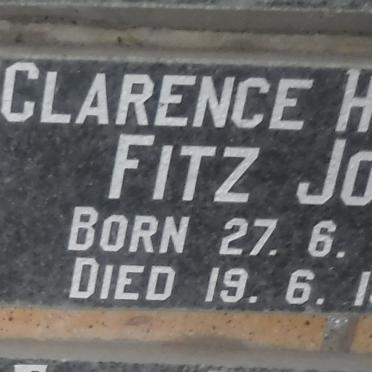 CLARENCE H
FITZ JO
BORN 27. 6.
DIED 19. 6. 1